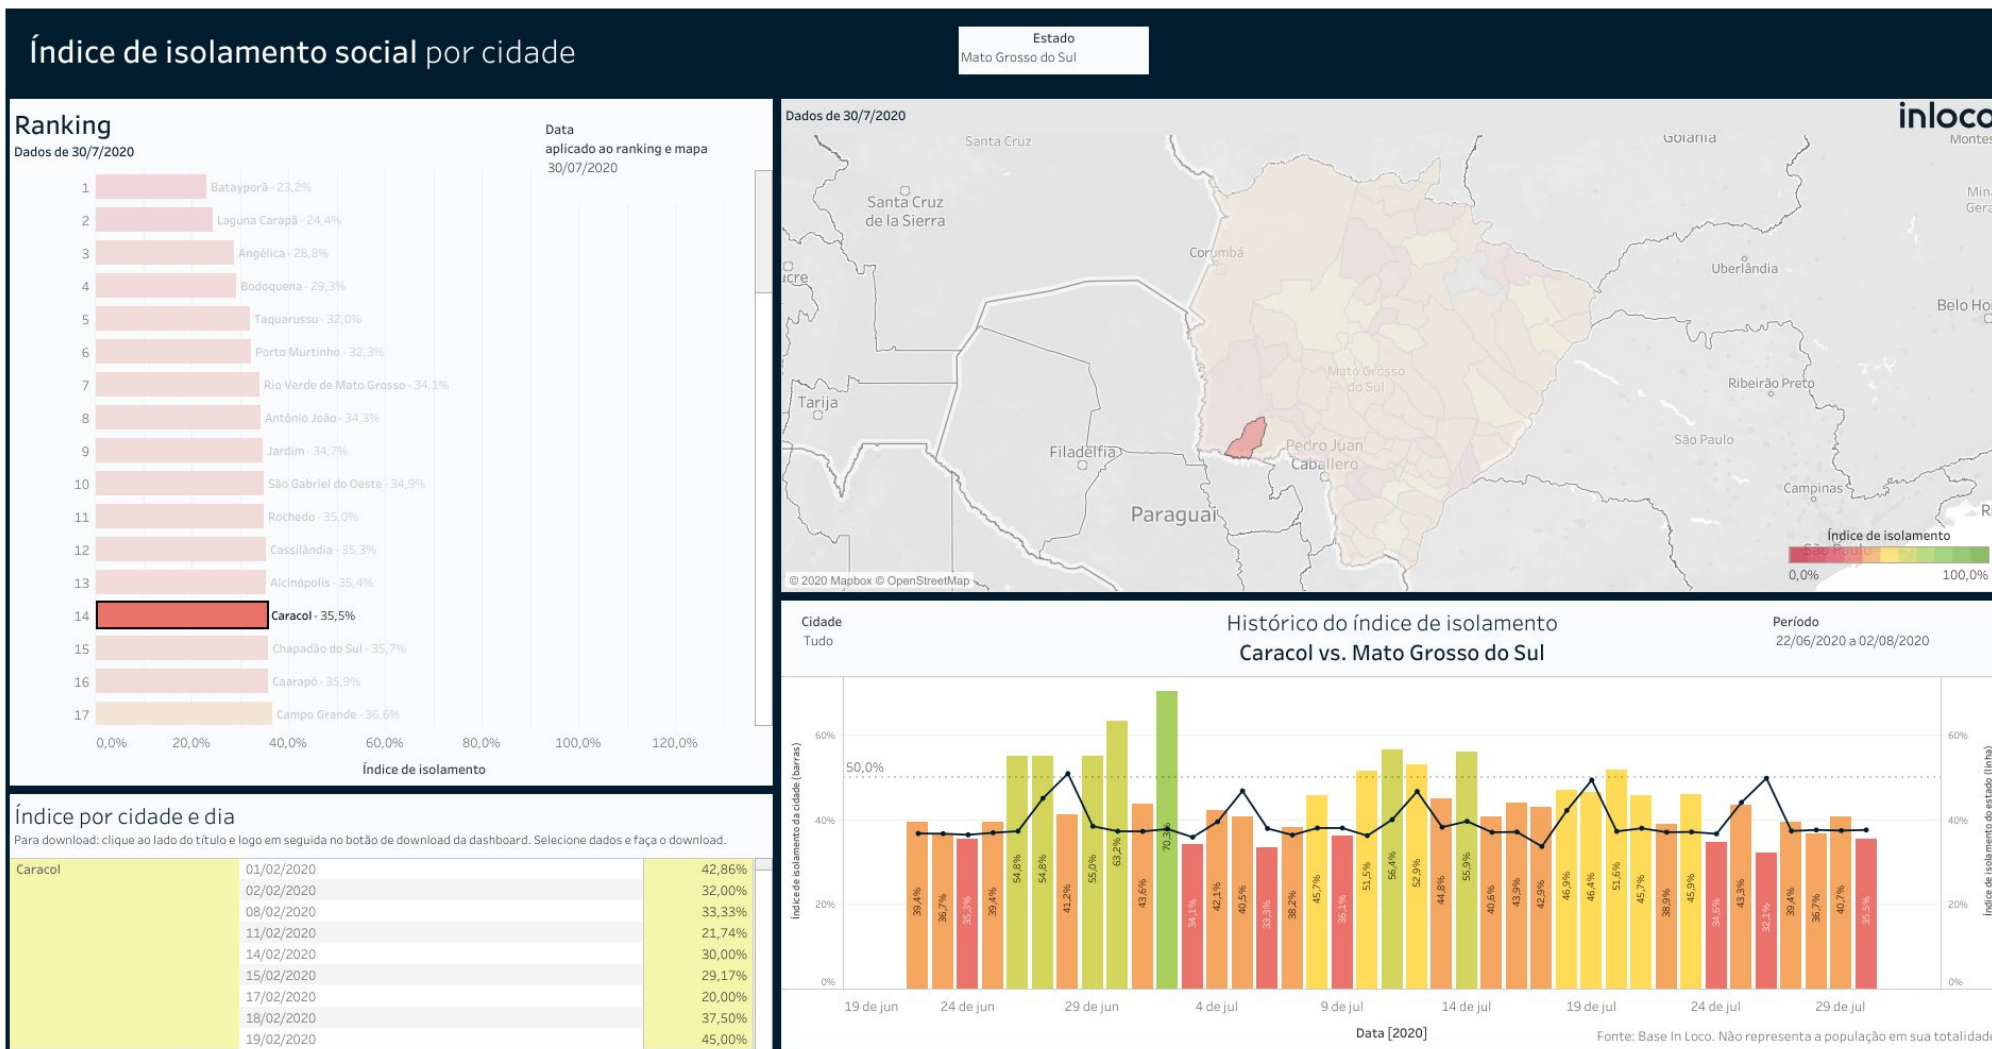 Índice de isolamento social por cidade
Estado
Mato Grosso do Sul
Ranking
Dados de 30/7/2020
Data
aplicado ao ranking e mapa
30/07/2020
1 Batayporã - 23,2%
2 Laguna Carapã - 24,4%
3 Angélica - 28,8%
4 Bodoquena - 29,3%
5 Taquarussu - 32,0%
6 Porto Murtinho - 32,3%
7 Rio Verde de Mato Grosso - 34,1%
8 Antônio João - 34,3%
9 Jardim - 34,7%
10 São Gabriel do Oeste - 34,9%
11 Rochedo - 35,0%
12 Cassilândia - 35,3%
13 Alcinópolis - 35,4%
14 Caracol - 35,5%
15 Chapadão do Sul - 35,7%
16 Caarapó - 35,9%
17 Campo Grande - 36,6%
0,0% 20,0% 40,0% 60,0% 80,0% 100,0% 120,0%
Índice de isolamento
Índice por cidade e dia
Para download: clique ao lado do título e logo em seguida no botão de download da dashboard. Selecione dados e faça o download.
Caracol 01/02/2020 42,86%
02/02/2020 32,00%
08/02/2020 33,33%
11/02/2020 21,74%
14/02/2020 30,00%
15/02/2020 29,17%
17/02/2020 20,00%
18/02/2020 37,50%
19/02/2020 45,00%
Dados de 30/7/2020
inloco
Santa Cruz
Goiânia
Montes
Santa Cruz
de la Sierra
Mina
Gera
Corumbá
Uberlândia
ucre
Belo Ho
Mato Grosso
do Sul
Ribeirão Preto
Tarija
São Paulo
Filadelfia
Pedro Juan
Caballero
Campinas
Paraguai
Ri
Índice de isolamento
São Paulo
0,0% 100,0%
© 2020 Mapbox © OpenStreetMap
Cidade
Tudo
Histórico do índice de isolamento
Caracol vs. Mato Grosso do Sul
Período
22/06/2020 a 02/08/2020
Índice de isolamento da cidade (barras)
60%
50,0%
40%
20%
0%
39,4% 36,7% 35,3% 39,4% 54,8% 54,8% 41,2% 55,0% 63,2% 43,6% 70,3% 34,1% 42,1% 40,5% 33,3% 38,2% 45,7% 36,1% 51,5% 56,4% 52,9% 44,8% 55,9% 40,6% 43,9% 42,9% 46,9% 46,4% 51,6% 45,7% 38,9% 45,9% 34,6% 43,3% 32,1% 39,4% 36,7% 40,7% 35,5%
60%
40%
20%
0%
Índice de isolamento do estado (linha)
19 de jun 24 de jun 29 de jun 4 de jul 9 de jul 14 de jul 19 de jul 24 de jul 29 de jul
Data [2020]
Fonte: Base In Loco. Não representa a população em sua totalidade